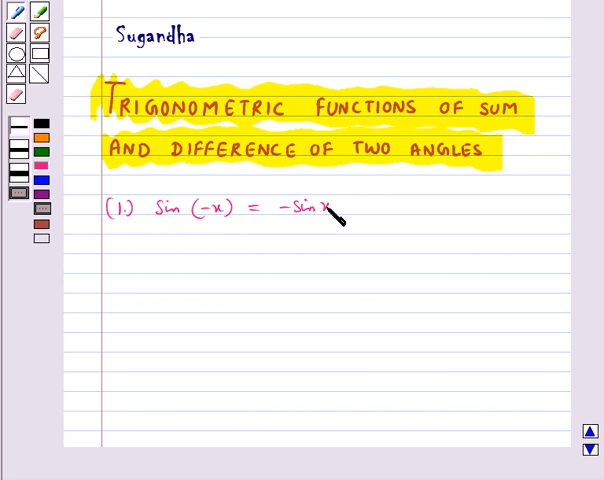 Sugandha
TRIGONOMETRIC FUNCTIONS OF SUM
AND DIFFERENCE OF TWO ANGLES
(1.) Sin (-x) = -sin x